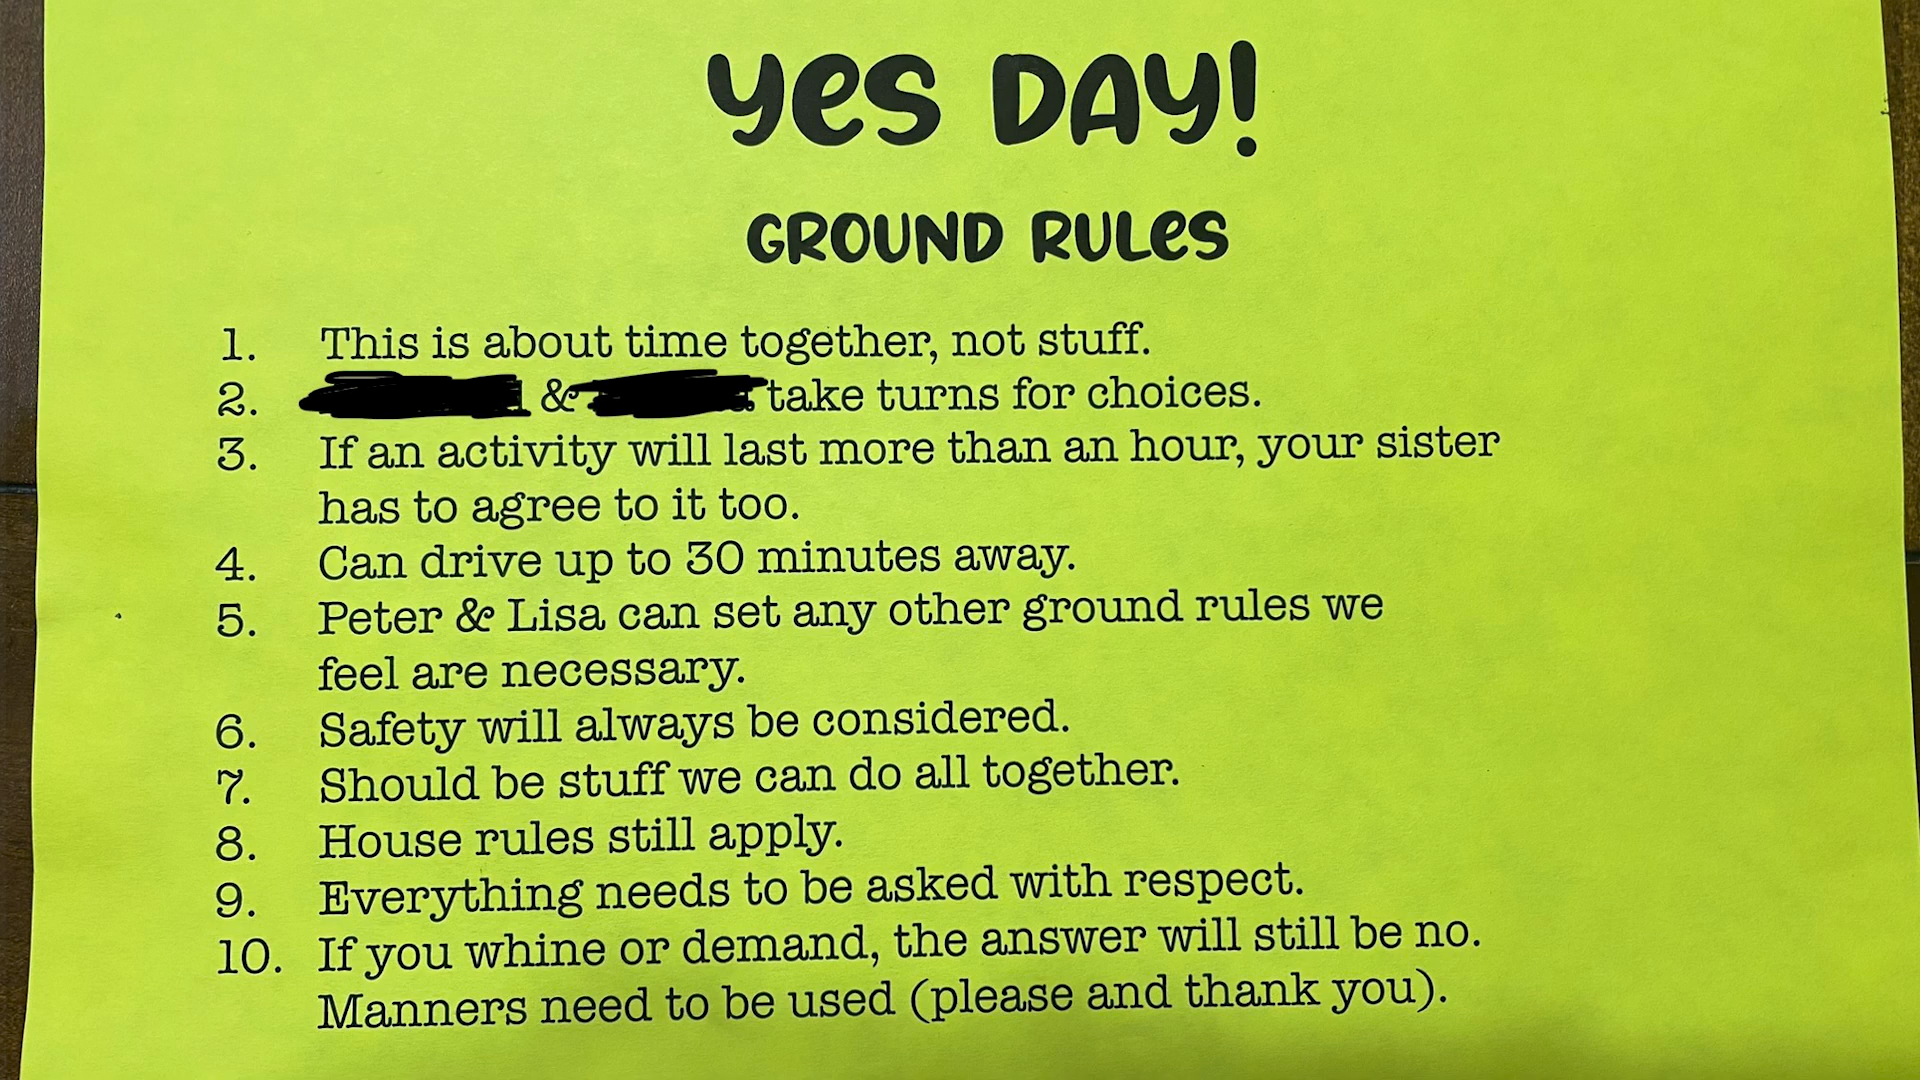 Yes DAY!
GROUND RULes
1. This is about time together, not stuff.
2. & take turns for choices.
3. If an activity will last more than an hour, your sister
has to agree to it too.
4. Can drive up to 30 minutes away.
5. Peter & Lisa can set any other ground rules we
feel are necessary.
6. Safety will always be considered.
7. Should be stuff we can do all together.
8. House rules still apply.
9. Everything needs to be asked with respect.
10. If you whine or demand, the answer will still be no.
Manners need to be used (please and thank you).